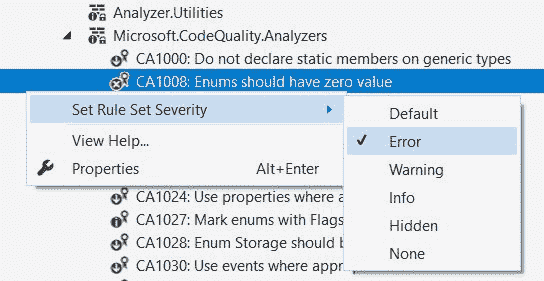 Analyzer.Utilities
Microsoft.CodeQuality.Analyzers
CA1000: Do not declare static members on generic types
CA1008: Enums should have zero value
Set Rule Set Severity
Default
View Help...
Error
Properties Alt+Enter
Warning
CA1024: Use properties where a
Info
CA1027: Mark enums with Flags
Hidden
CA1028: Enum Storage should b
None
CA1030: Use events where appr